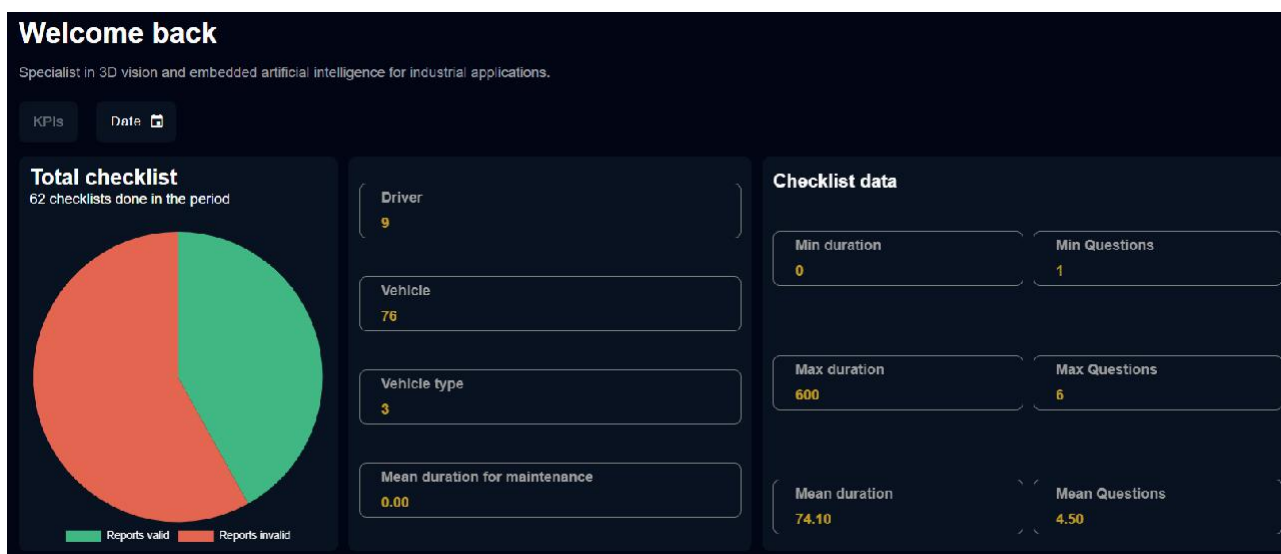 Welcome back
Specialist in 3D vision and embedded artificial intelligence for industrial applications.
KPIs
Date
Total checklist
62 checklists done in the period
Reports valid
Reports invalid
Driver
9
Vehicle
76
Vehicle type
3
Mean duration for maintenance
0.00
Checklist data
Min duration
0
Min Questions
1
Max duration
600
Max Questions
6
Mean duration
74.10
Mean Questions
4.50